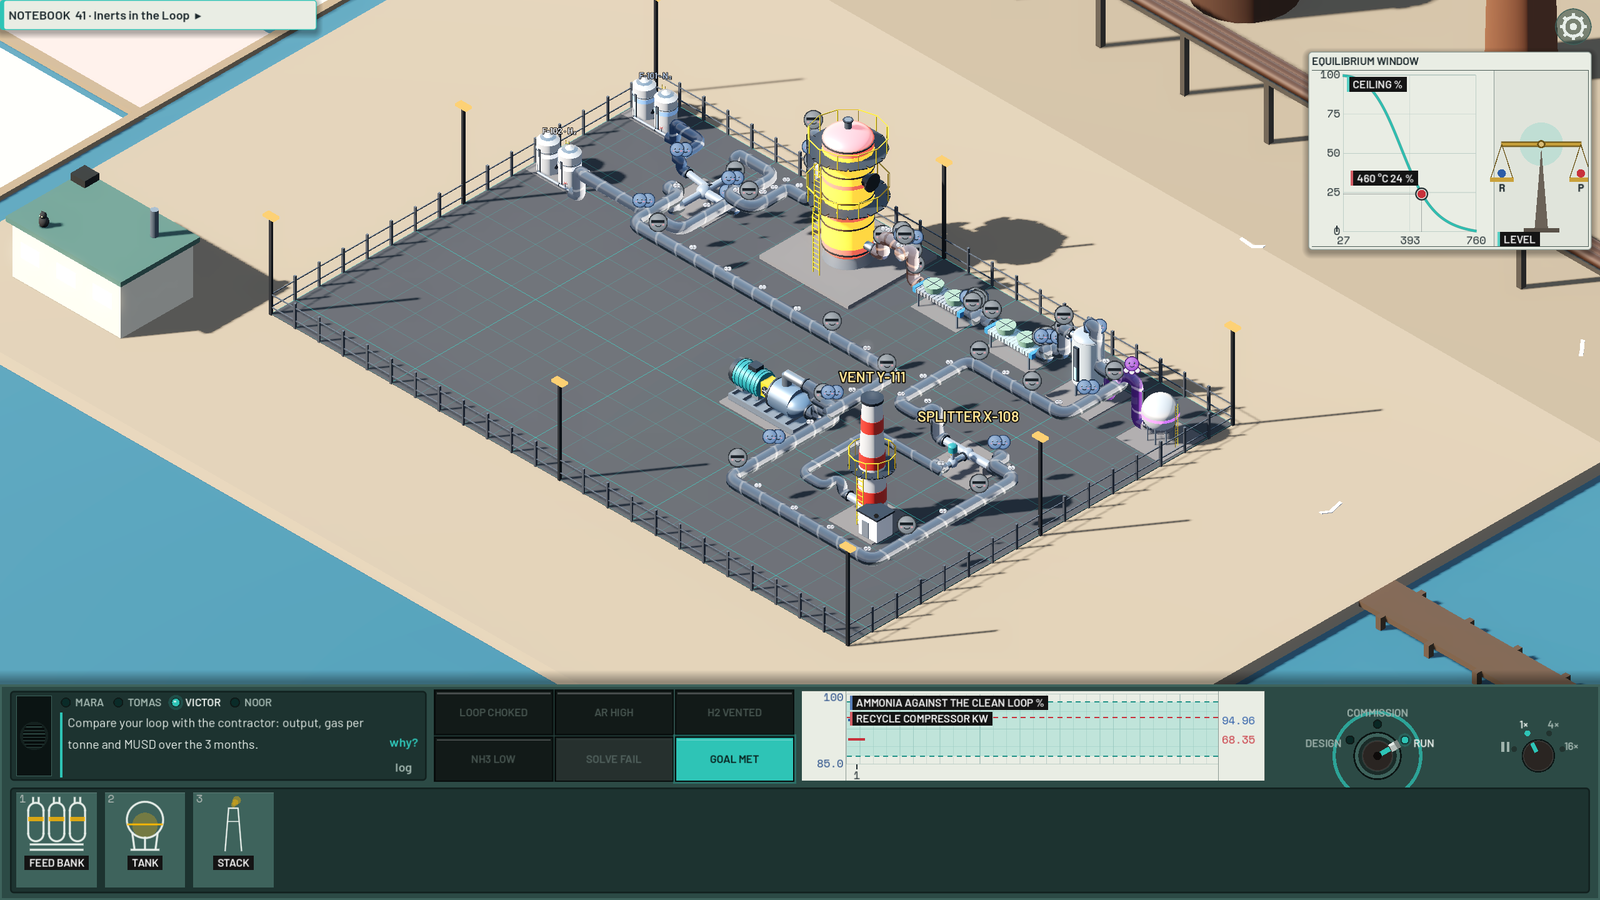 NOTEBOOK 41 · Inerts in the Loop ►
EQUILIBRIUM WINDOW
100
CEILING %
75
50
460 °C 24 %
25
0
27
393
760
R
P
LEVEL
VENT Y-111
SPLITTER X-108
MARA
TOMAS
VICTOR
NOOR
Compare your loop with the contractor: output, gas per
tonne and MUSD over the 3 months.
why?
log
LOOP CHOKED
AR HIGH
H2 VENTED
NH3 LOW
SOLVE FAIL
GOAL MET
100
AMMONIA AGAINST THE CLEAN LOOP %
RECYCLE COMPRESSOR KW
94.96
68.35
85.0
1
COMMISSION
DESIGN
RUN
1×
4×
16×
1
FEED BANK
2
TANK
3
STACK